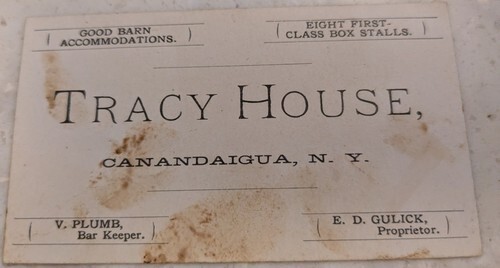 GOOD BARN
ACCOMMODATIONS.
EIGHT FIRST-
CLASS BOX STALLS.
TRACY HOUSE,
CANANDAIGUA, N. Y.
V. PLUMB,
Bar Keeper.
E. D. GULICK,
Proprietor.